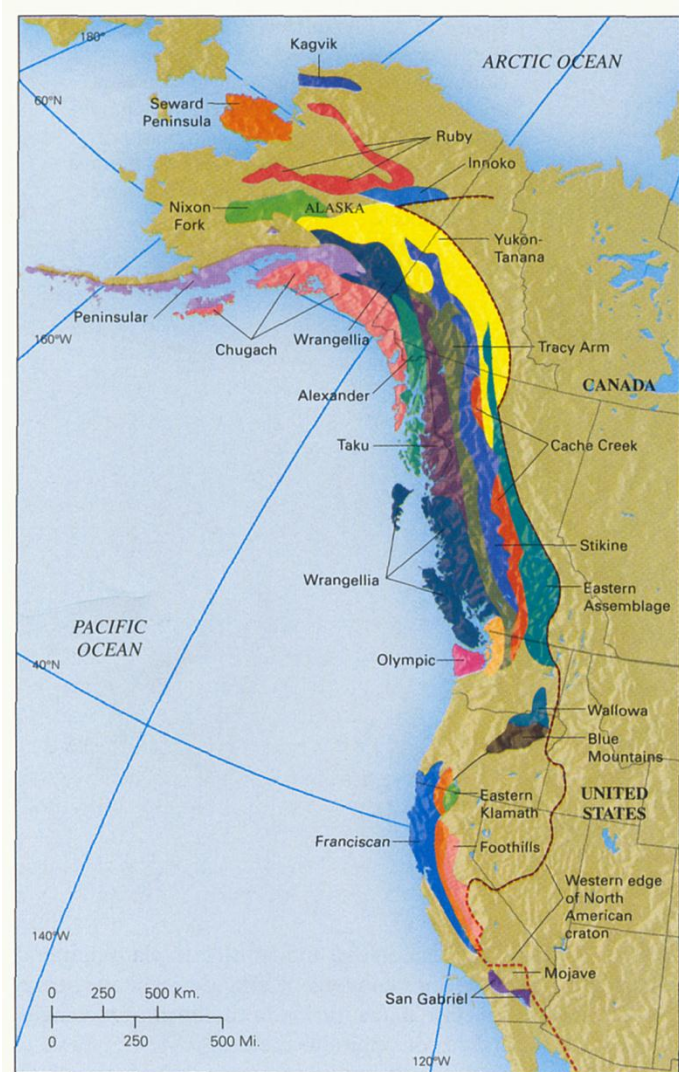 180°
Kagvik
ARCTIC OCEAN
60°N
Seward
Peninsula
Ruby
Innoko
Nixon
Fork
ALASKA
Yukon-
Tanana
Peninsular
160°W
Chugach
Wrangellia
Tracy Arm
Alexander
CANADA
Taku
Cache Creek
Stikine
Wrangellia
Eastern
Assemblage
PACIFIC
OCEAN
Olympic
40°N
Wallowa
Blue
Mountains
Eastern
Klamath
UNITED
STATES
Franciscan
Foothills
Western edge
of North
American
craton
140°W
Mojave
San Gabriel
0 250 500 Km.
0 250 500 Mi.
120°W